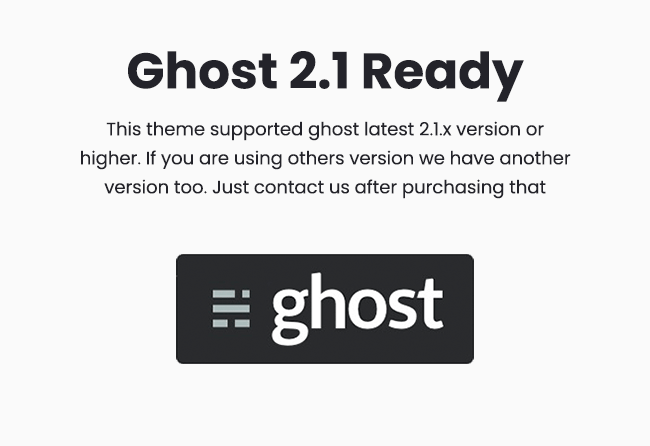 Ghost 2.1 Ready
This theme supported ghost latest 2.1.x version or
higher. If you are using others version we have another
version too. Just contact us after purchasing that
ghost